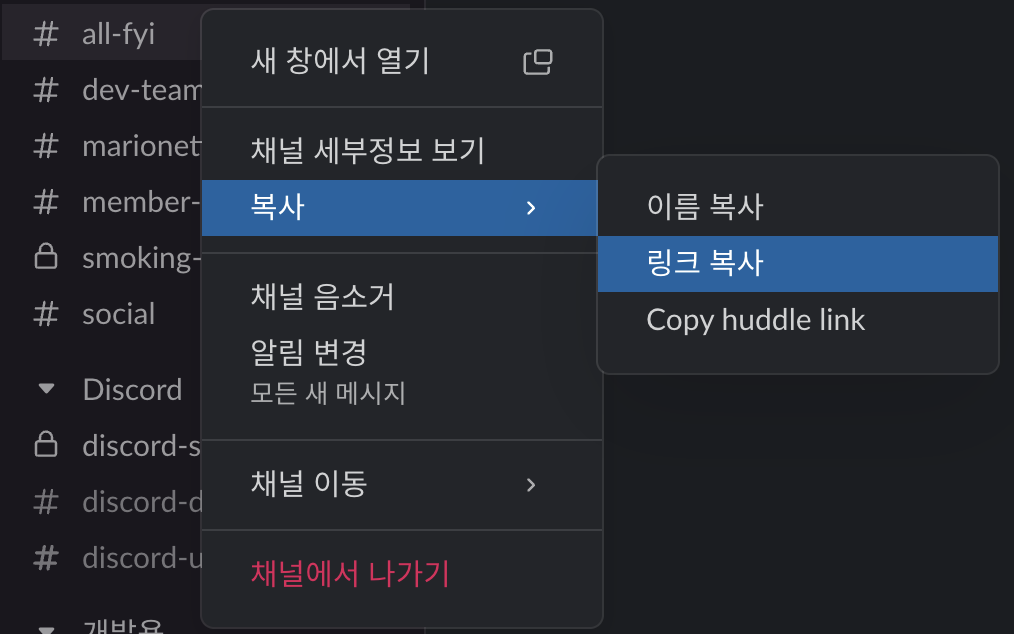 all-fyi
dev-team
marionet
member-
smoking-
social
Discord
discord-s
discord-d
discord-u
개발용
새 창에서 열기
채널 세부정보 보기
복사
채널 음소거
알림 변경
모든 새 메시지
채널 이동
채널에서 나가기
이름 복사
링크 복사
Copy huddle link